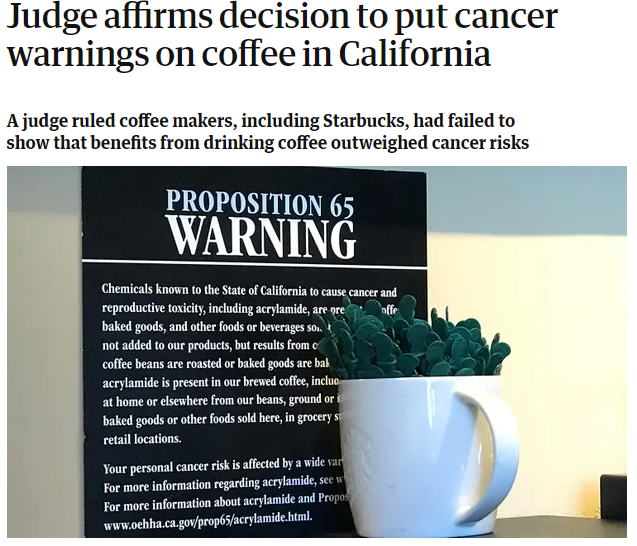 Judge affirms decision to put cancer
warnings on coffee in California
A judge ruled coffee makers, including Starbucks, had failed to
show that benefits from drinking coffee outweighed cancer risks
PROPOSITION 65
WARNING
Chemicals known to the State of California to cause cancer and
reproductive toxicity, including acrylamide, are
baked goods, and other foods or beverages
not added to our products, but results from
coffee beans are roasted or baked goods are
acrylamide is present in our brewed coffee,
at home or elsewhere from our beans, ground or
baked goods or other foods sold here, in grocery
retail locations.
Your personal cancer risk is affected by a wide
For more information regarding acrylamide, see
For more information about acrylamide and
www.oehha.ca.gov/prop65/acrylamide.html.